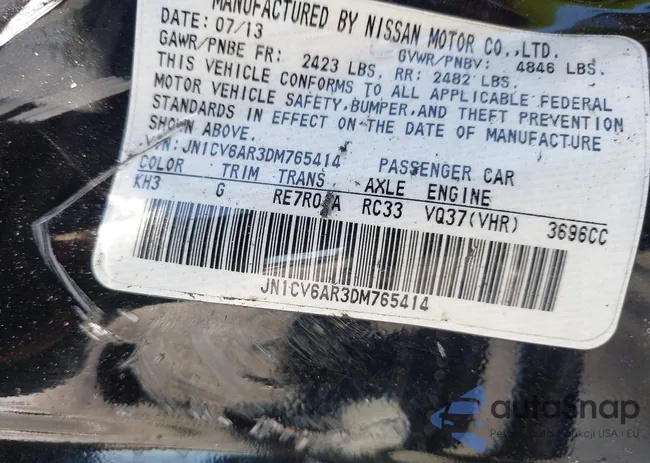 MANUFACTURED BY NISSAN MOTOR CO.,LTD.
DATE: 07/13
GAWR/PNBE FR: 2423 LBS. RR: 2482 LBS. GVWR/PNBV: 4846 LBS.
THIS VEHICLE CONFORMS TO ALL APPLICABLE FEDERAL
MOTOR VEHICLE SAFETY,BUMPER,AND THEFT PREVENTION
STANDARDS IN EFFECT ON THE DATE OF MANUFACTURE
SHOWN ABOVE.
JN1CV6AR3DM765414 PASSENGER CAR
COLOR TRIM TRANS AXLE ENGINE
KH3 G RE7R01A RC33 VQ37(VHR) 3696CC
JN1CV6AR3DM765414
autoSnap
USA i EU